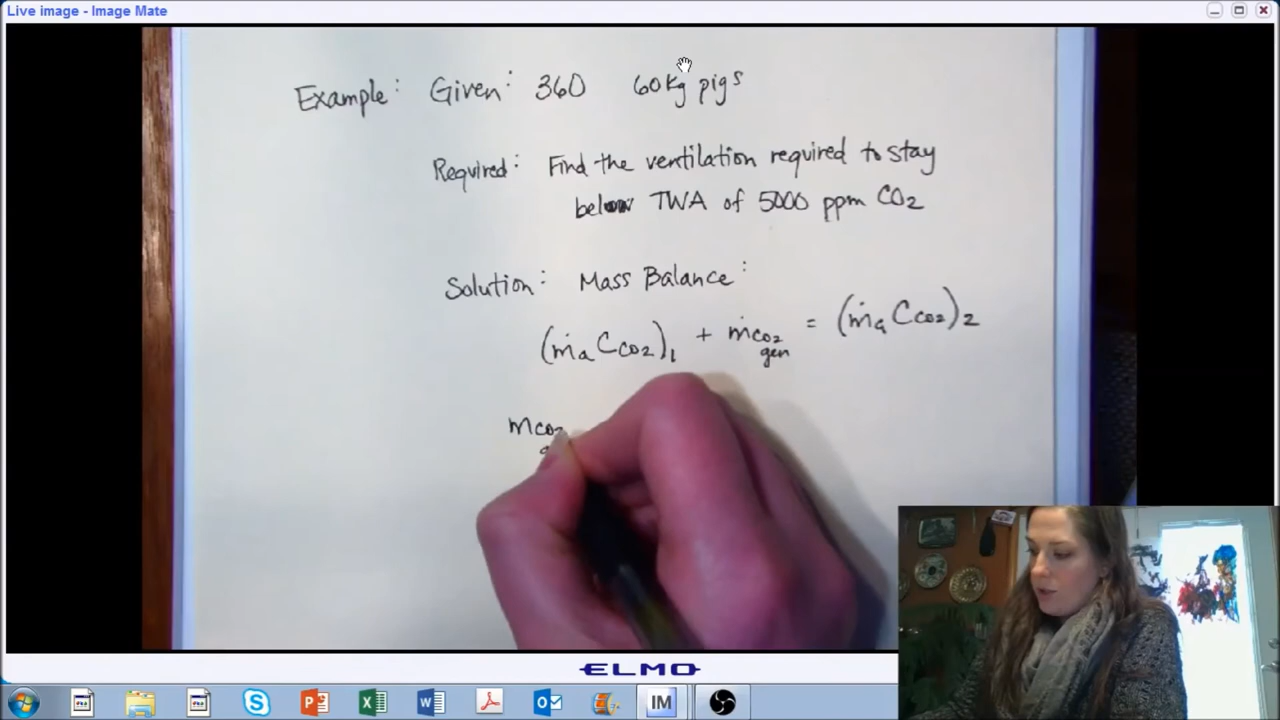 Live image - Image Mate
Example: Given: 360 60kg pigs
Required: Find the ventilation required to stay
below TWA of 5000 ppm CO2
Solution: Mass Balance:
(ṁa Cco2)1 + ṁco2 gen = (ṁa Cco2)2
mco2
ELMO
IM